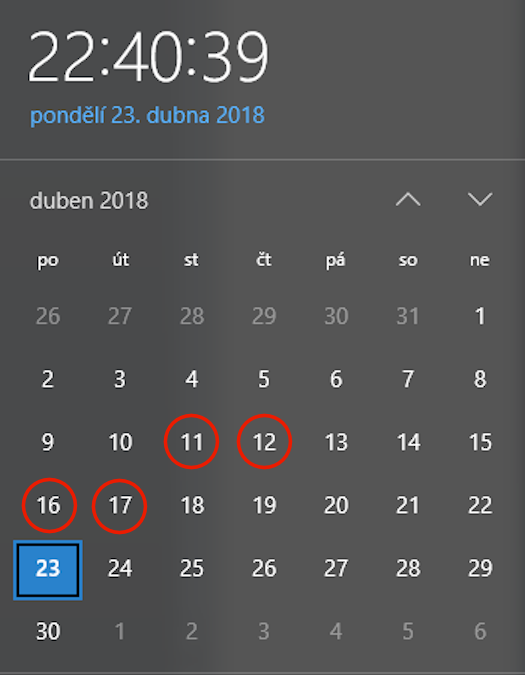 22:40:39
pondělí 23. dubna 2018
duben 2018
po út st čt pá so ne
26 27 28 29 30 31 1
2 3 4 5 6 7 8
9 10 11 12 13 14 15
16 17 18 19 20 21 22
23 24 25 26 27 28 29
30 1 2 3 4 5 6